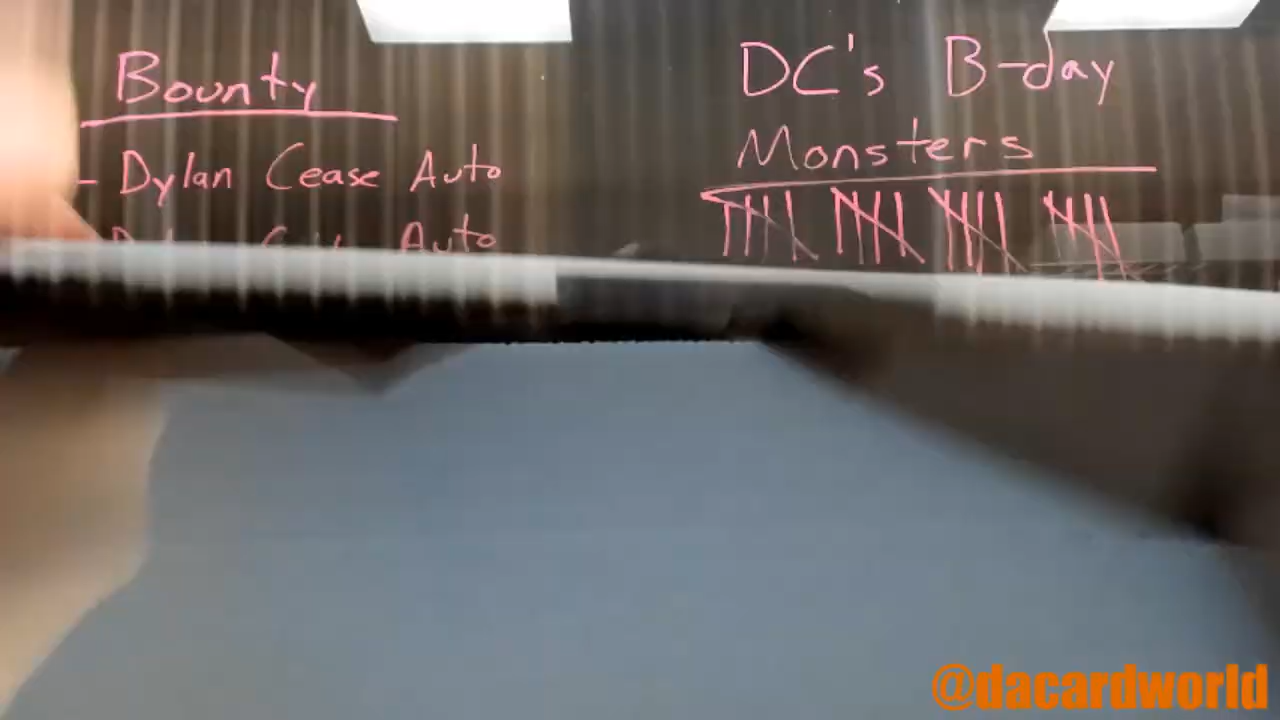 Bounty
- Dylan Cease Auto
Auto
DC's B-day
Monsters
@dacardworld